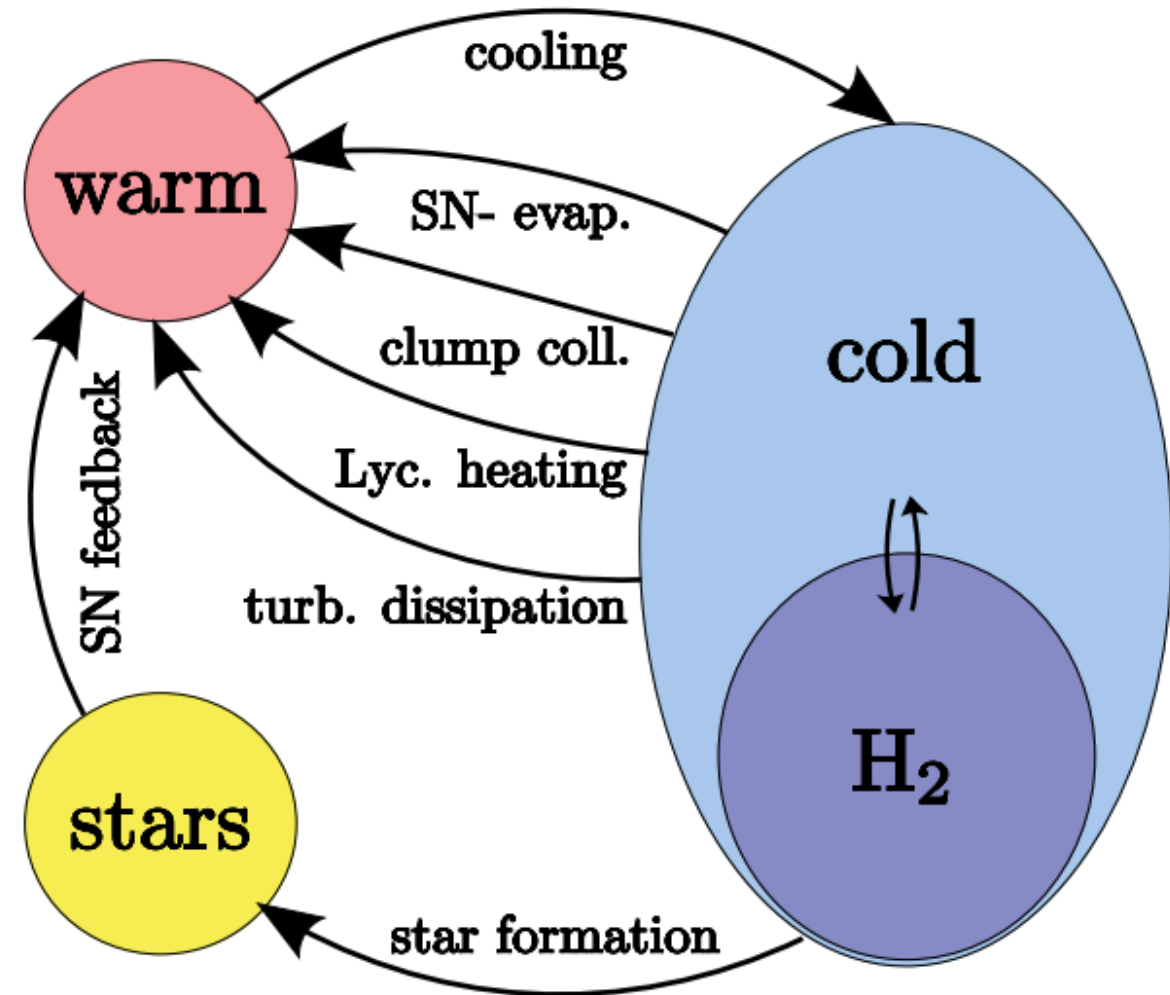 cooling
warm
SN- evap.
clump coll.
cold
Lyc. heating
SN feedback
turb. dissipation
H₂
stars
star formation